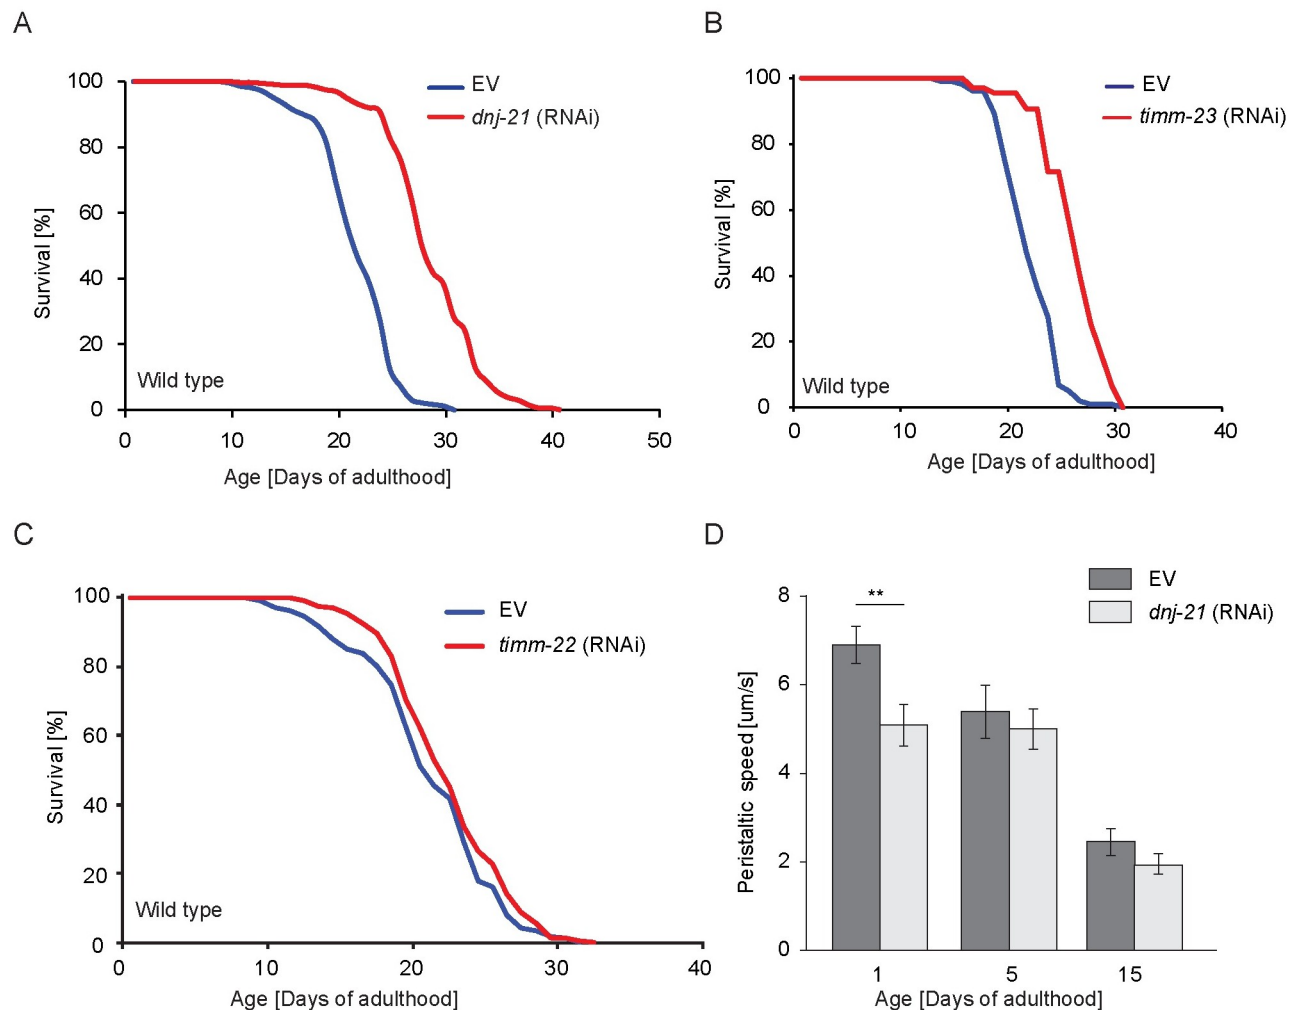 A
EV
dnj-21 (RNAi)
100
80
60
40
20
0
Survival [%]
Wild type
0 10 20 30 40 50
Age [Days of adulthood]
B
EV
timm-23 (RNAi)
100
80
60
40
20
0
Survival [%]
Wild type
0 10 20 30 40
Age [Days of adulthood]
C
EV
timm-22 (RNAi)
100
80
60
40
20
0
Survival [%]
Wild type
0 10 20 30 40
Age [Days of adulthood]
D
EV
dnj-21 (RNAi)
**
8
6
4
2
0
Peristaltic speed [um/s]
1 5 15
Age [Days of adulthood]